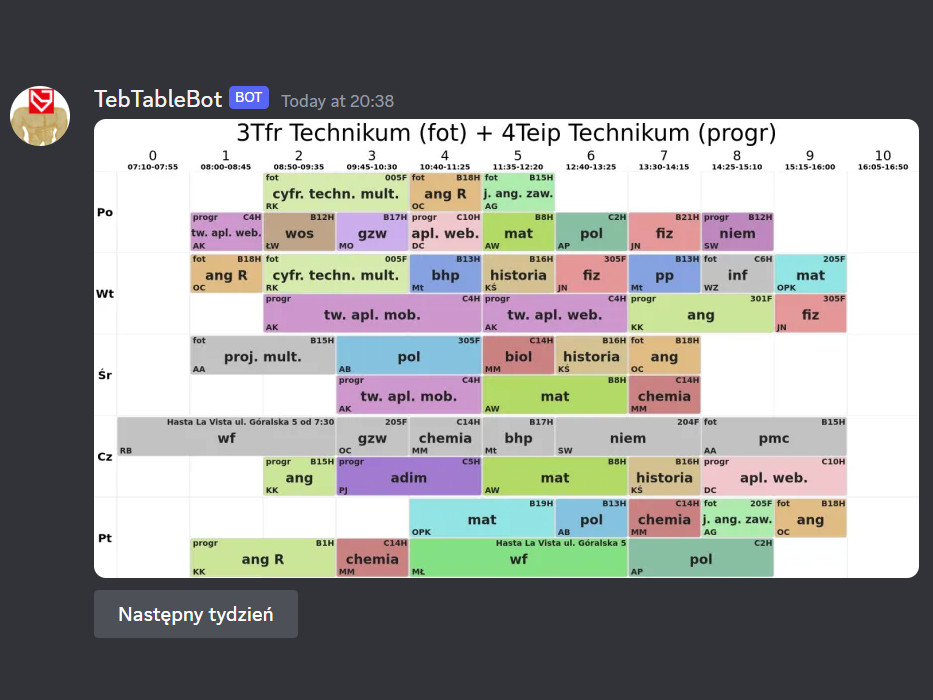 TebTableBot BOT Today at 20:38
3Tfr Technikum (fot) + 4Teip Technikum (progr)
0 1 2 3 4 5 6 7 8 9 10
07:10-07:55 08:00-08:45 08:50-09:35 09:45-10:30 10:40-11:25 11:35-12:20 12:40-13:25 13:30-14:15 14:25-15:10 15:15-16:00 16:05-16:50
Po
fot 005F fot B18H fot B15H
cyfr. techn. mult. ang R j. ang. zaw.
RK OC AG
progr C4H B12H B17H progr C10H B8H C2H B21H progr B12H
tw. apl. web. wos gzw apl. web. mat pol fiz niem
AK ŁW MO DC AW AP JN SW
Wt
fot B18H fot 005F B13H B16H 305F B13H fot C6H 205F
ang R cyfr. techn. mult. bhp historia fiz pp inf mat
OC RK Mt KŚ JN Mt WZ OPK
progr C4H progr C4H progr 301F 305F
tw. apl. mob. tw. apl. web. ang fiz
AK AK KK JN
Śr
fot B15H 305F C14H B16H fot B18H
proj. mult. pol biol historia ang
AA AB MM KŚ OC
progr C4H B8H C14H
tw. apl. mob. mat chemia
AK AW MM
Cz
Hasta La Vista ul. Góralska 5 od 7:30 205F C14H B17H 204F fot B15H
wf gzw chemia bhp niem pmc
RB OC MM Mt SW AA
progr B15H progr C5H B8H B16H progr C10H
ang adim mat historia apl. web.
KK PJ AW KŚ DC
Pt
B19H B13H C14H fot 205F fot B18H
mat pol chemia j. ang. zaw. ang
OPK AB MM AG OC
progr B1H C14H Hasta La Vista ul. Góralska 5 C2H
ang R chemia wf pol
KK MM MŁ AP
Następny tydzień